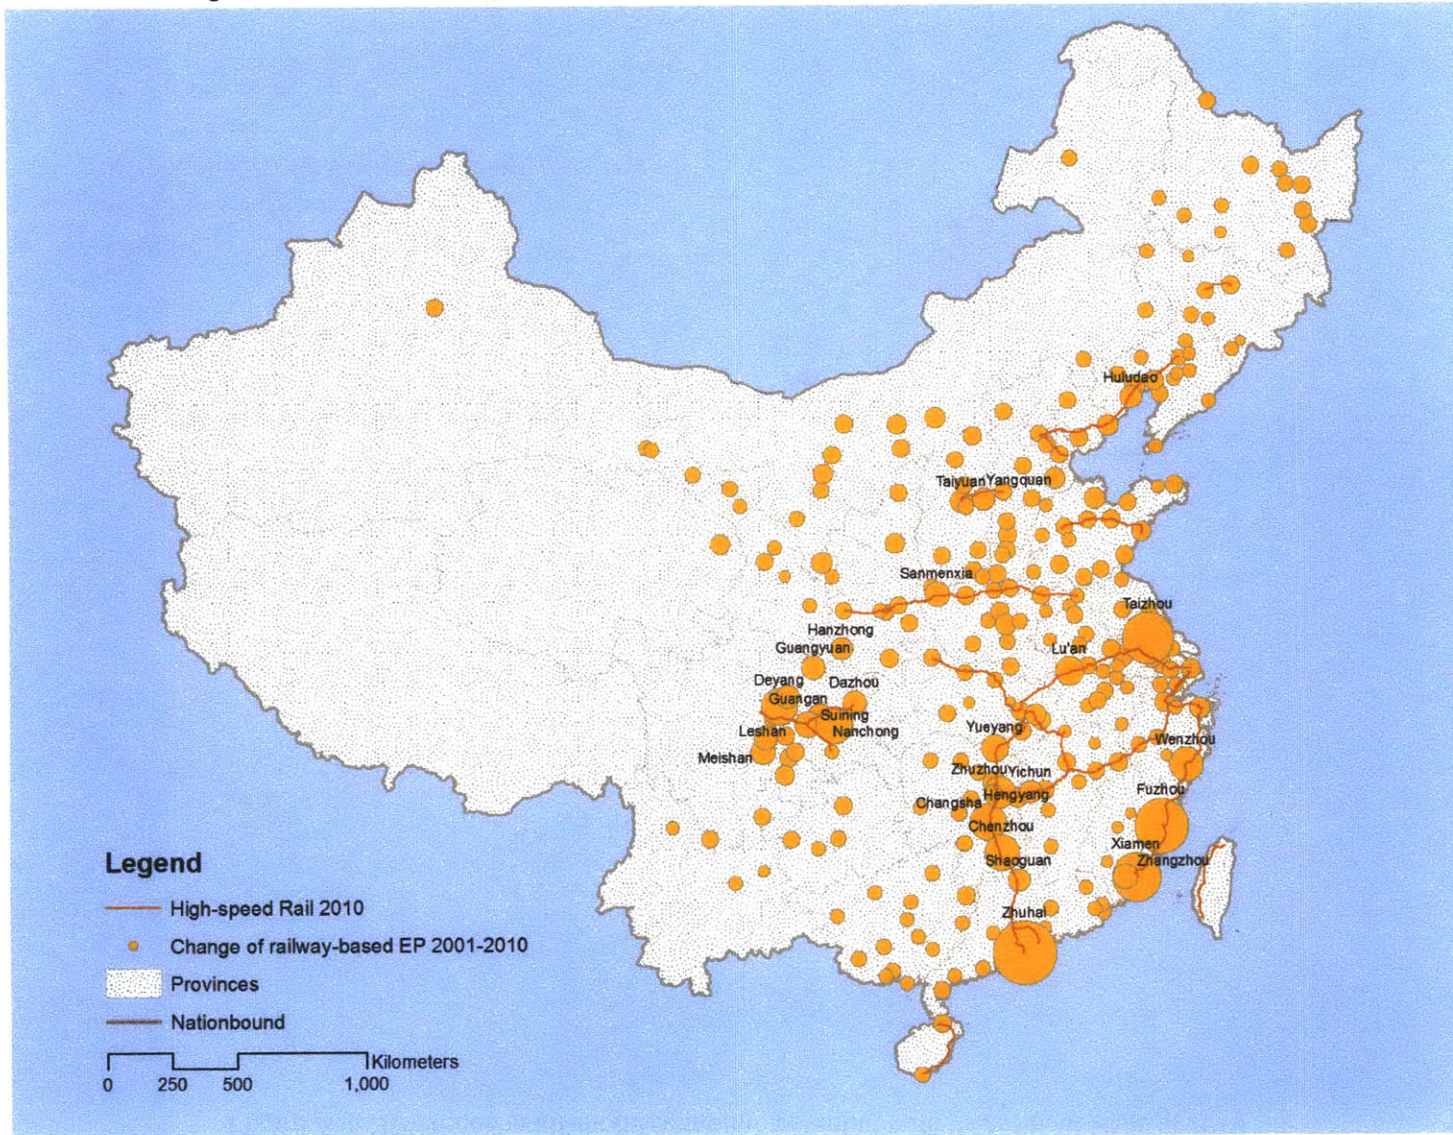 Huludao
TaiyuanYangquan
Sanmenxia
Taizhou
Hanzhong
Guangyuan
Lu'an
Deyang
Dazhou
Guangan
Suining
Leshan
Nanchong
Yueyang
Wenzhou
Meishan
ZhuzhouYichun
Fuzhou
Hengyang
Changsha
Chenzhou
Xiamen
Shaoguan
Zhangzhou
Zhuhai
Legend
High-speed Rail 2010
Change of railway-based EP 2001-2010
Provinces
Nationbound
Kilometers
0 250 500 1,000